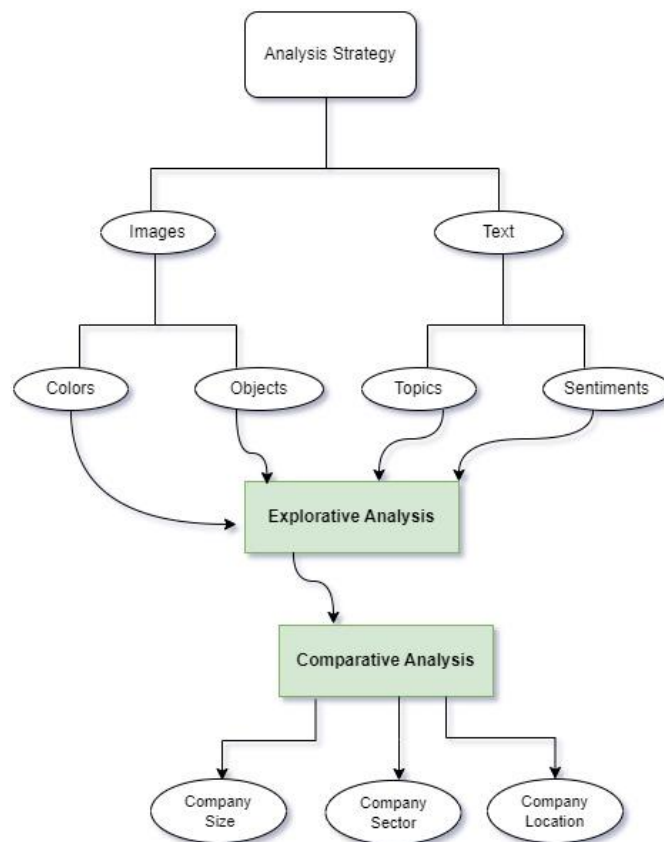 Analysis Strategy
Images
Text
Colors
Objects
Topics
Sentiments
Explorative Analysis
Comparative Analysis
Company
Size
Company
Sector
Company
Location